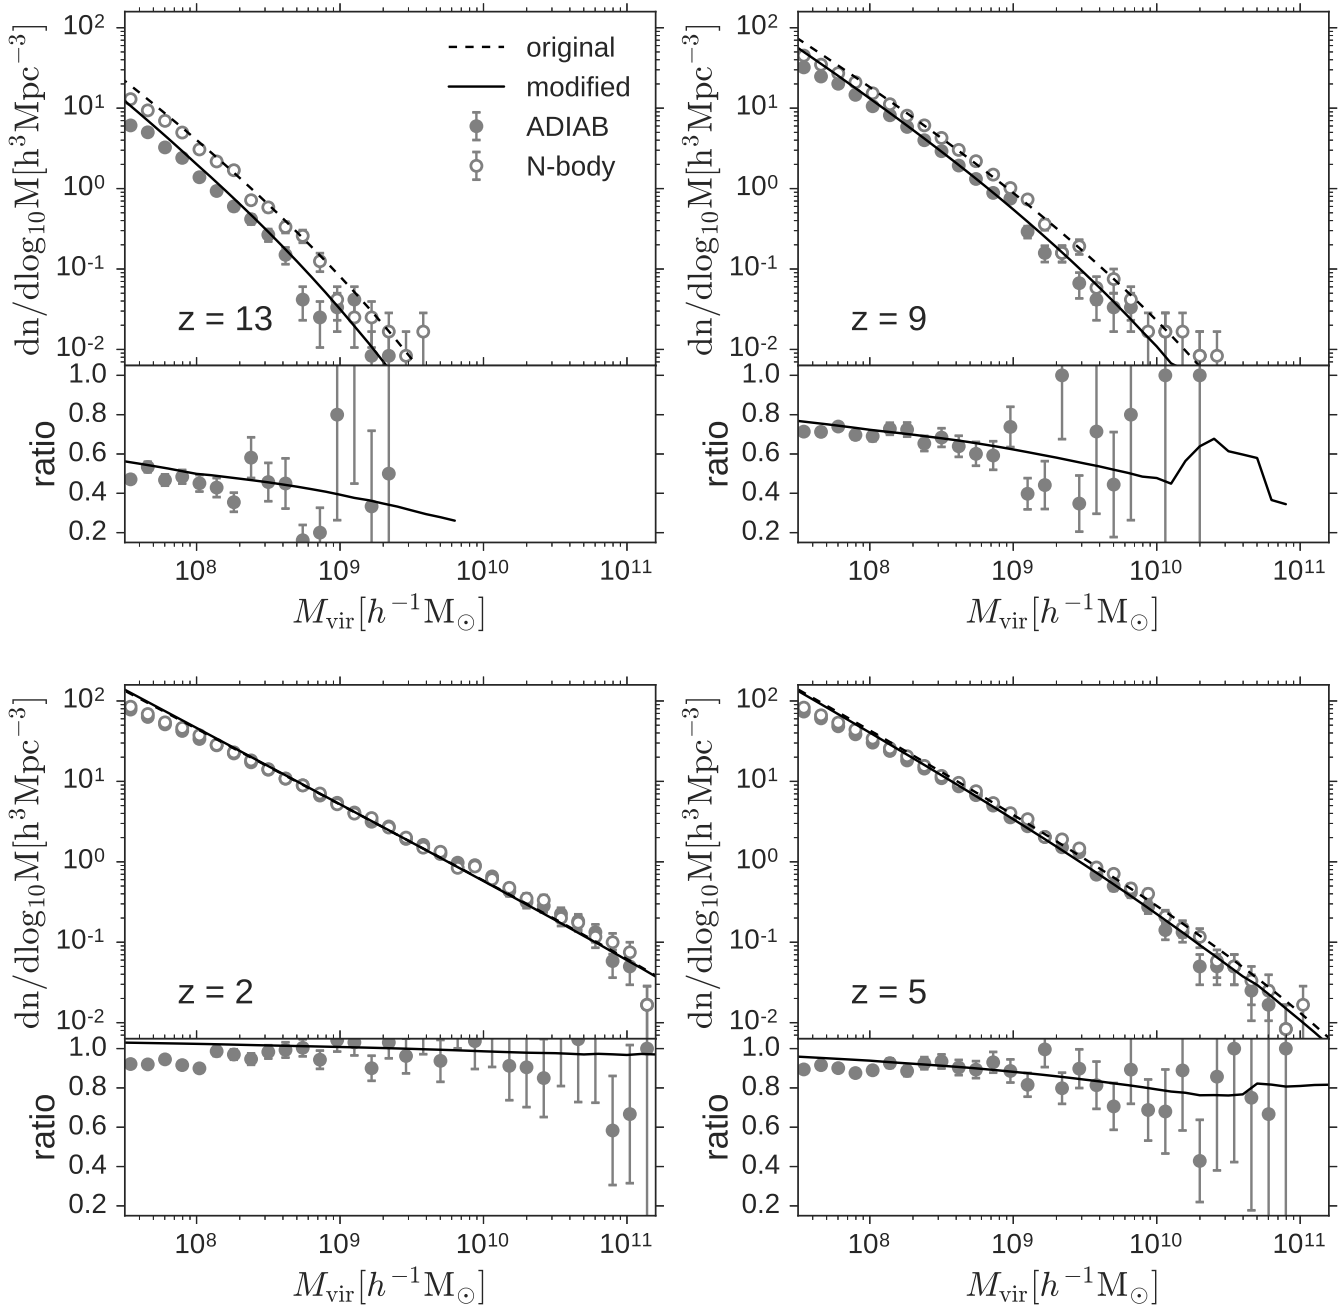 10² 10¹ 10⁰ 10⁻¹ 10⁻²
dn/dlog₁₀M[h³Mpc⁻³]
original
modified
ADIAB
N-body
z = 13
1.0 0.8 0.6 0.4 0.2
ratio
10⁸ 10⁹ 10¹⁰ 10¹¹
M_vir[h⁻¹M_⊙]
10² 10¹ 10⁰ 10⁻¹ 10⁻²
dn/dlog₁₀M[h³Mpc⁻³]
z = 9
1.0 0.8 0.6 0.4 0.2
ratio
10⁸ 10⁹ 10¹⁰ 10¹¹
M_vir[h⁻¹M_⊙]
10² 10¹ 10⁰ 10⁻¹ 10⁻²
dn/dlog₁₀M[h³Mpc⁻³]
z = 2
1.0 0.8 0.6 0.4 0.2
ratio
10⁸ 10⁹ 10¹⁰ 10¹¹
M_vir[h⁻¹M_⊙]
10² 10¹ 10⁰ 10⁻¹ 10⁻²
dn/dlog₁₀M[h³Mpc⁻³]
z = 5
1.0 0.8 0.6 0.4 0.2
ratio
10⁸ 10⁹ 10¹⁰ 10¹¹
M_vir[h⁻¹M_⊙]